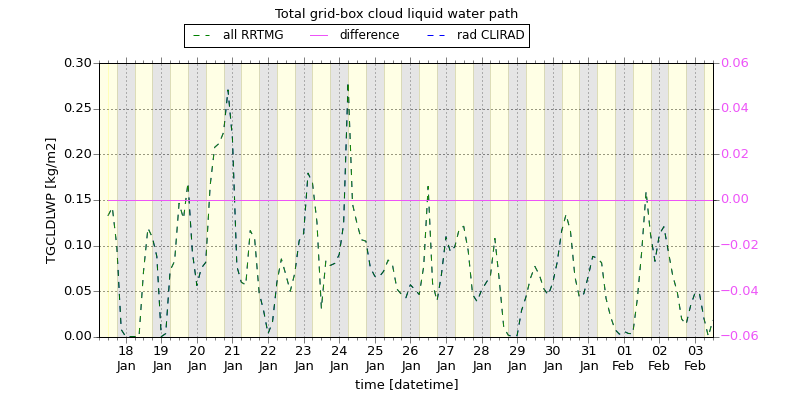 Total grid-box cloud liquid water path
all RRTMG difference rad CLIRAD
0.30 0.06
0.25 0.04
0.20 0.02
0.15 0.00
0.10 −0.02
0.05 −0.04
0.00 −0.06
TGCLDLWP [kg/m2]
18 19 20 21 22 23 24 25 26 27 28 29 30 31 01 02 03
Jan Jan Jan Jan Jan Jan Jan Jan Jan Jan Jan Jan Jan Jan Feb Feb Feb
time [datetime]